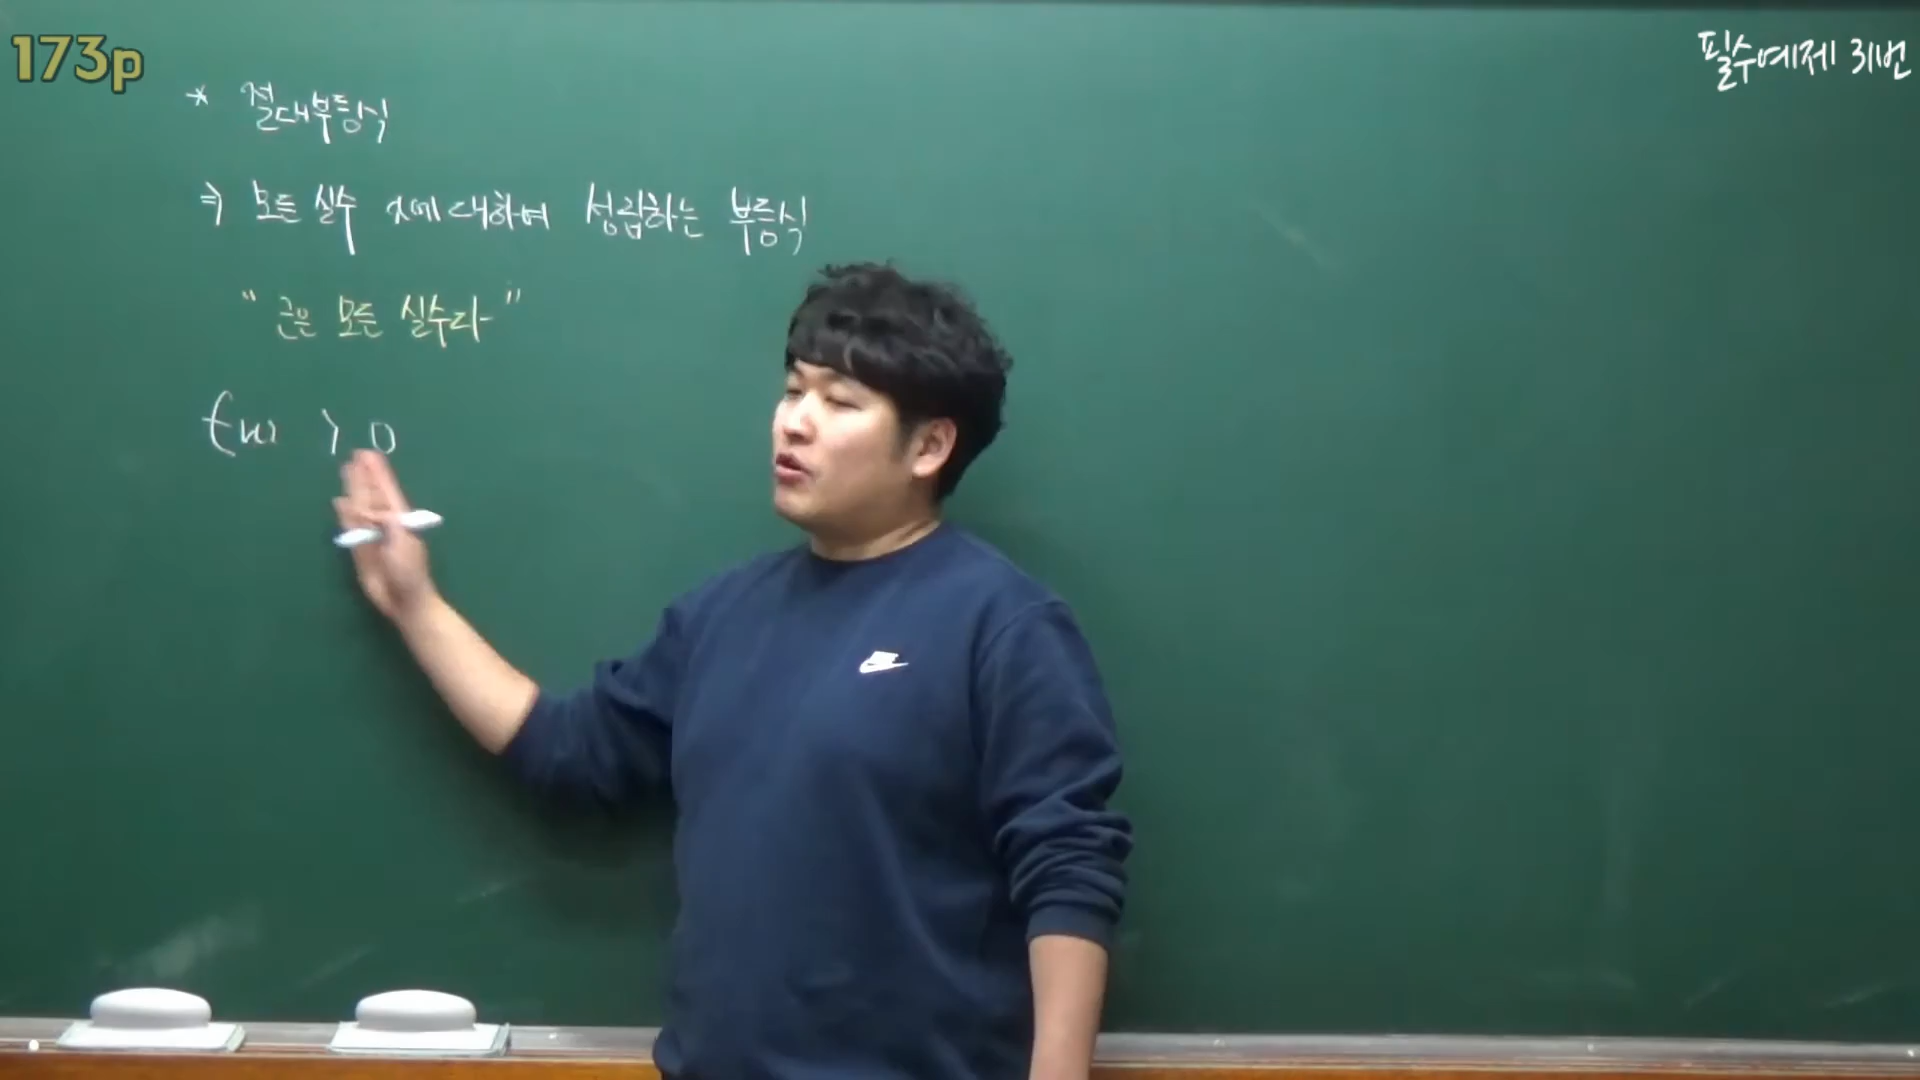 173p
필수예제 31번
* 절대부등식
⇒ 모든 실수 x에 대하여 성립하는 부등식
" 근은 모든 실수다 "
f(x) > 0